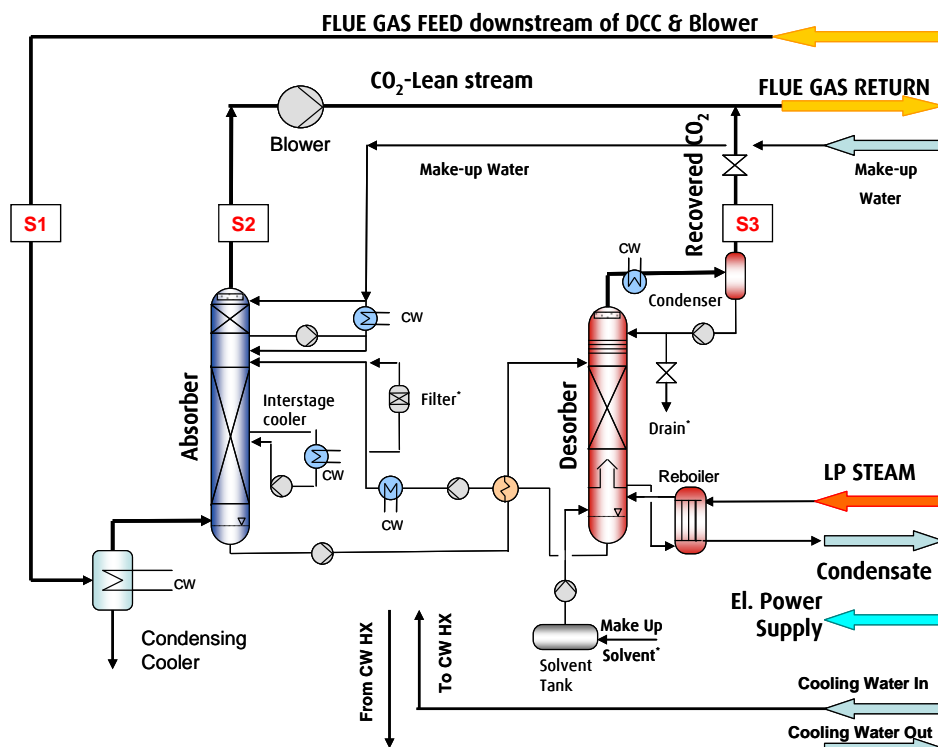 FLUE GAS FEED downstream of DCC & Blower
CO2-Lean stream
FLUE GAS RETURN
Blower
Recovered CO2
Make-up Water
Make-up
Water
S1
S2
S3
CW
Condenser
CW
Absorber
Interstage
cooler
Filter*
CW
Desorber
Drain*
Reboiler
LP STEAM
CW
CW
Condensate
Condensing
Cooler
From CW HX
To CW HX
Make Up
Solvent*
Solvent
Tank
El. Power
Supply
Cooling Water In
Cooling Water Out